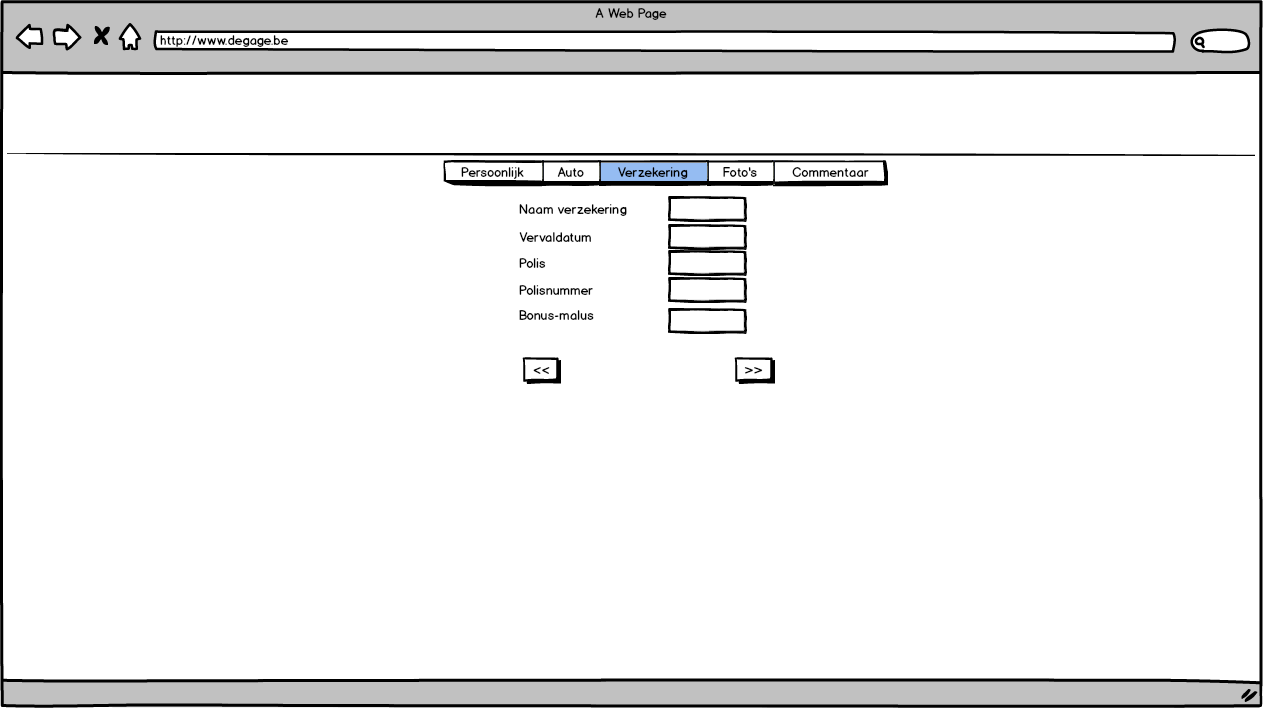 A Web Page
http://www.degage.be
Persoonlijk Auto Verzekering Foto's Commentaar
Naam verzekering
Vervaldatum
Polis
Polisnummer
Bonus-malus
<< >>